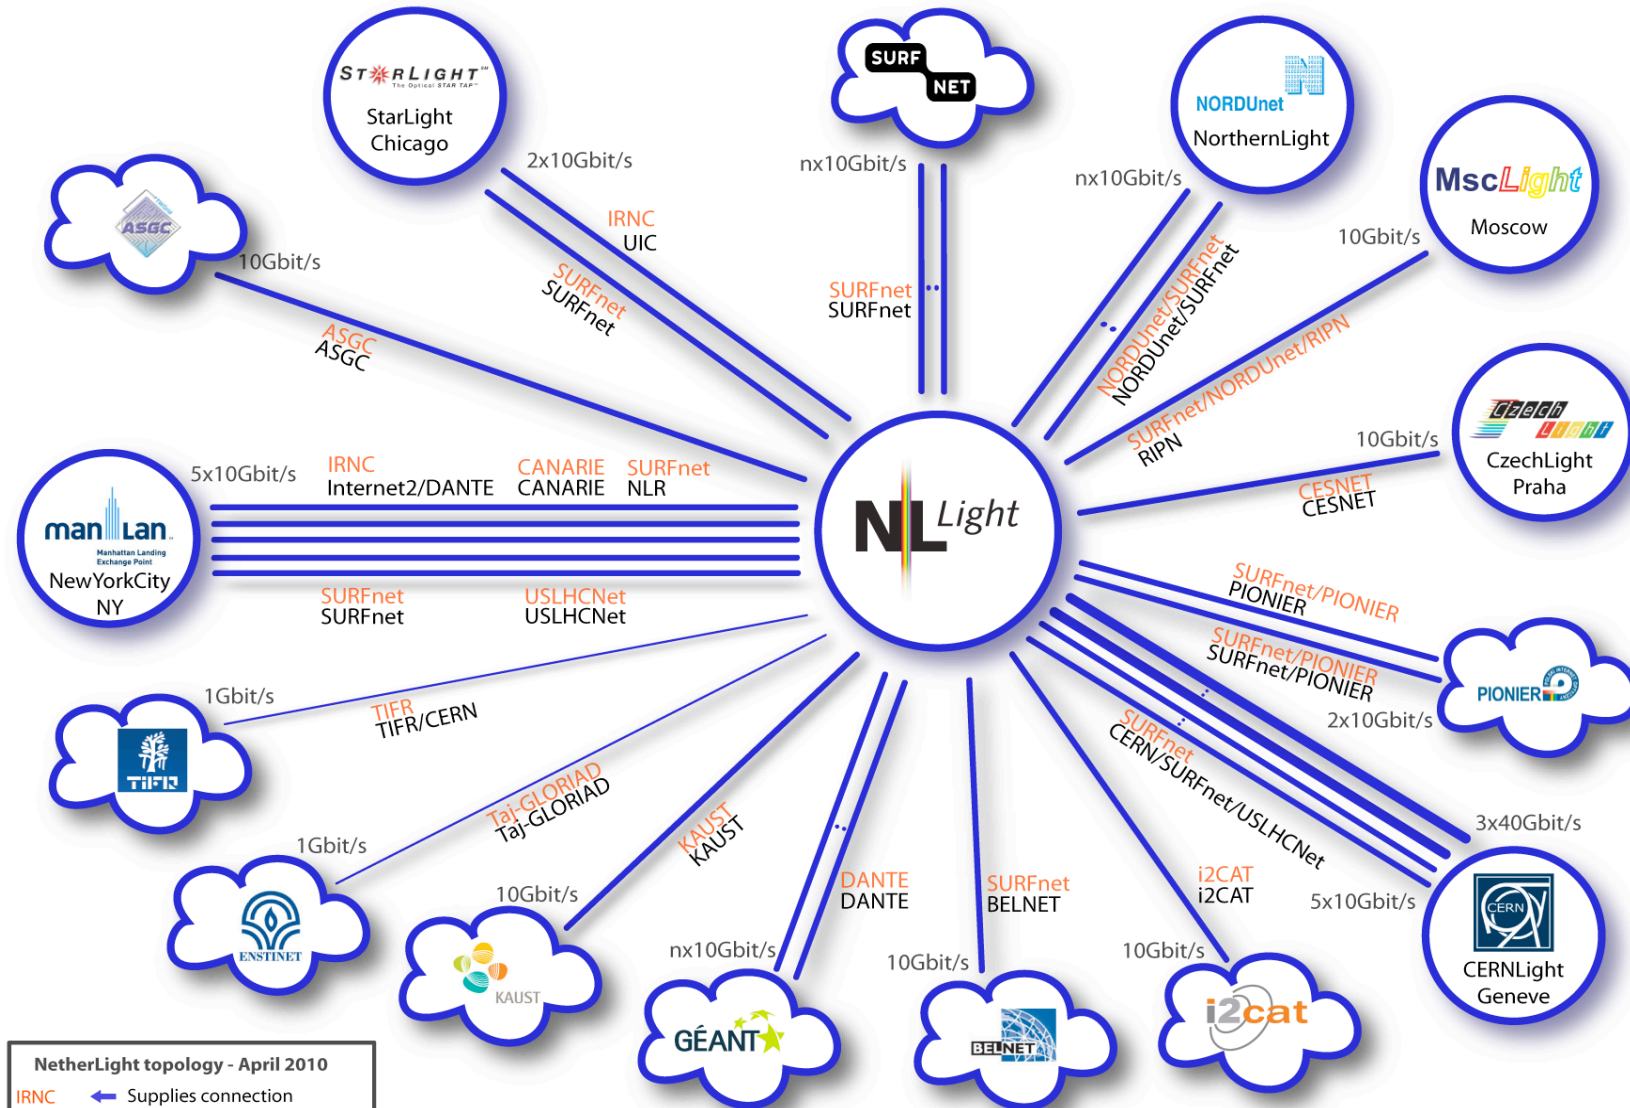 STARLIGHT℠
The Optical STAR TAP™
StarLight
Chicago
2x10Gbit/s
IRNC
UIC
SURFnet
SURFnet
SURF
NET
nx10Gbit/s
SURFnet
SURFnet
NORDUnet
NorthernLight
nx10Gbit/s
NORDUnet/SURFnet
NORDUnet/SURFnet
MscLight
Moscow
10Gbit/s
SURFnet/NORDUnet/RIPN
RIPN
ASGC
10Gbit/s
ASGC
ASGC
Czech
Light
CzechLight
Praha
10Gbit/s
CESNET
CESNET
man Lan
Manhattan Landing
Exchange Point
NewYorkCity
NY
5x10Gbit/s
IRNC
Internet2/DANTE
CANARIE
CANARIE
SURFnet
NLR
SURFnet
SURFnet
USLHCNet
USLHCNet
NL Light
SURFnet/PIONIER
PIONIER
SURFnet/PIONIER
SURFnet/PIONIER
PIONIER
2x10Gbit/s
TIFR
1Gbit/s
TIFR
TIFR/CERN
SURFnet
CERN/SURFnet/USLHCNet
3x40Gbit/s
5x10Gbit/s
CERN
CERNLight
Geneve
ENSTINET
1Gbit/s
Taj-GLORIAD
Taj-GLORIAD
KAUST
10Gbit/s
KAUST
KAUST
GÉANT
nx10Gbit/s
DANTE
DANTE
BELNET
10Gbit/s
SURFnet
BELNET
i2cat
10Gbit/s
i2CAT
i2CAT
NetherLight topology - April 2010
IRNC Supplies connection